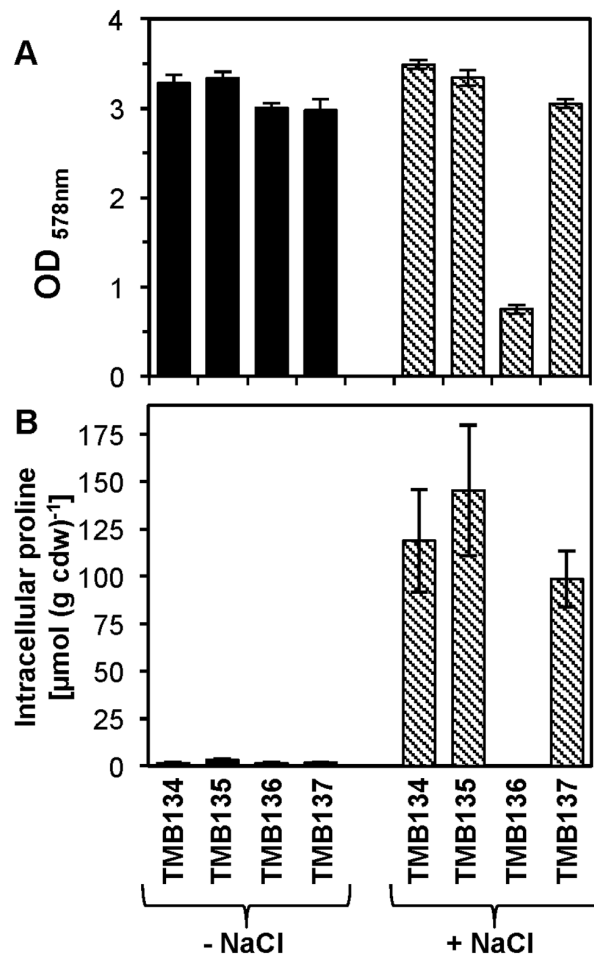 A
4
3
2
1
0
OD 578nm
B
175
150
125
100
75
50
25
0
Intracellular proline
[µmol (g cdw)-1]
TMB134
TMB135
TMB136
TMB137
TMB134
TMB135
TMB136
TMB137
- NaCl
+ NaCl